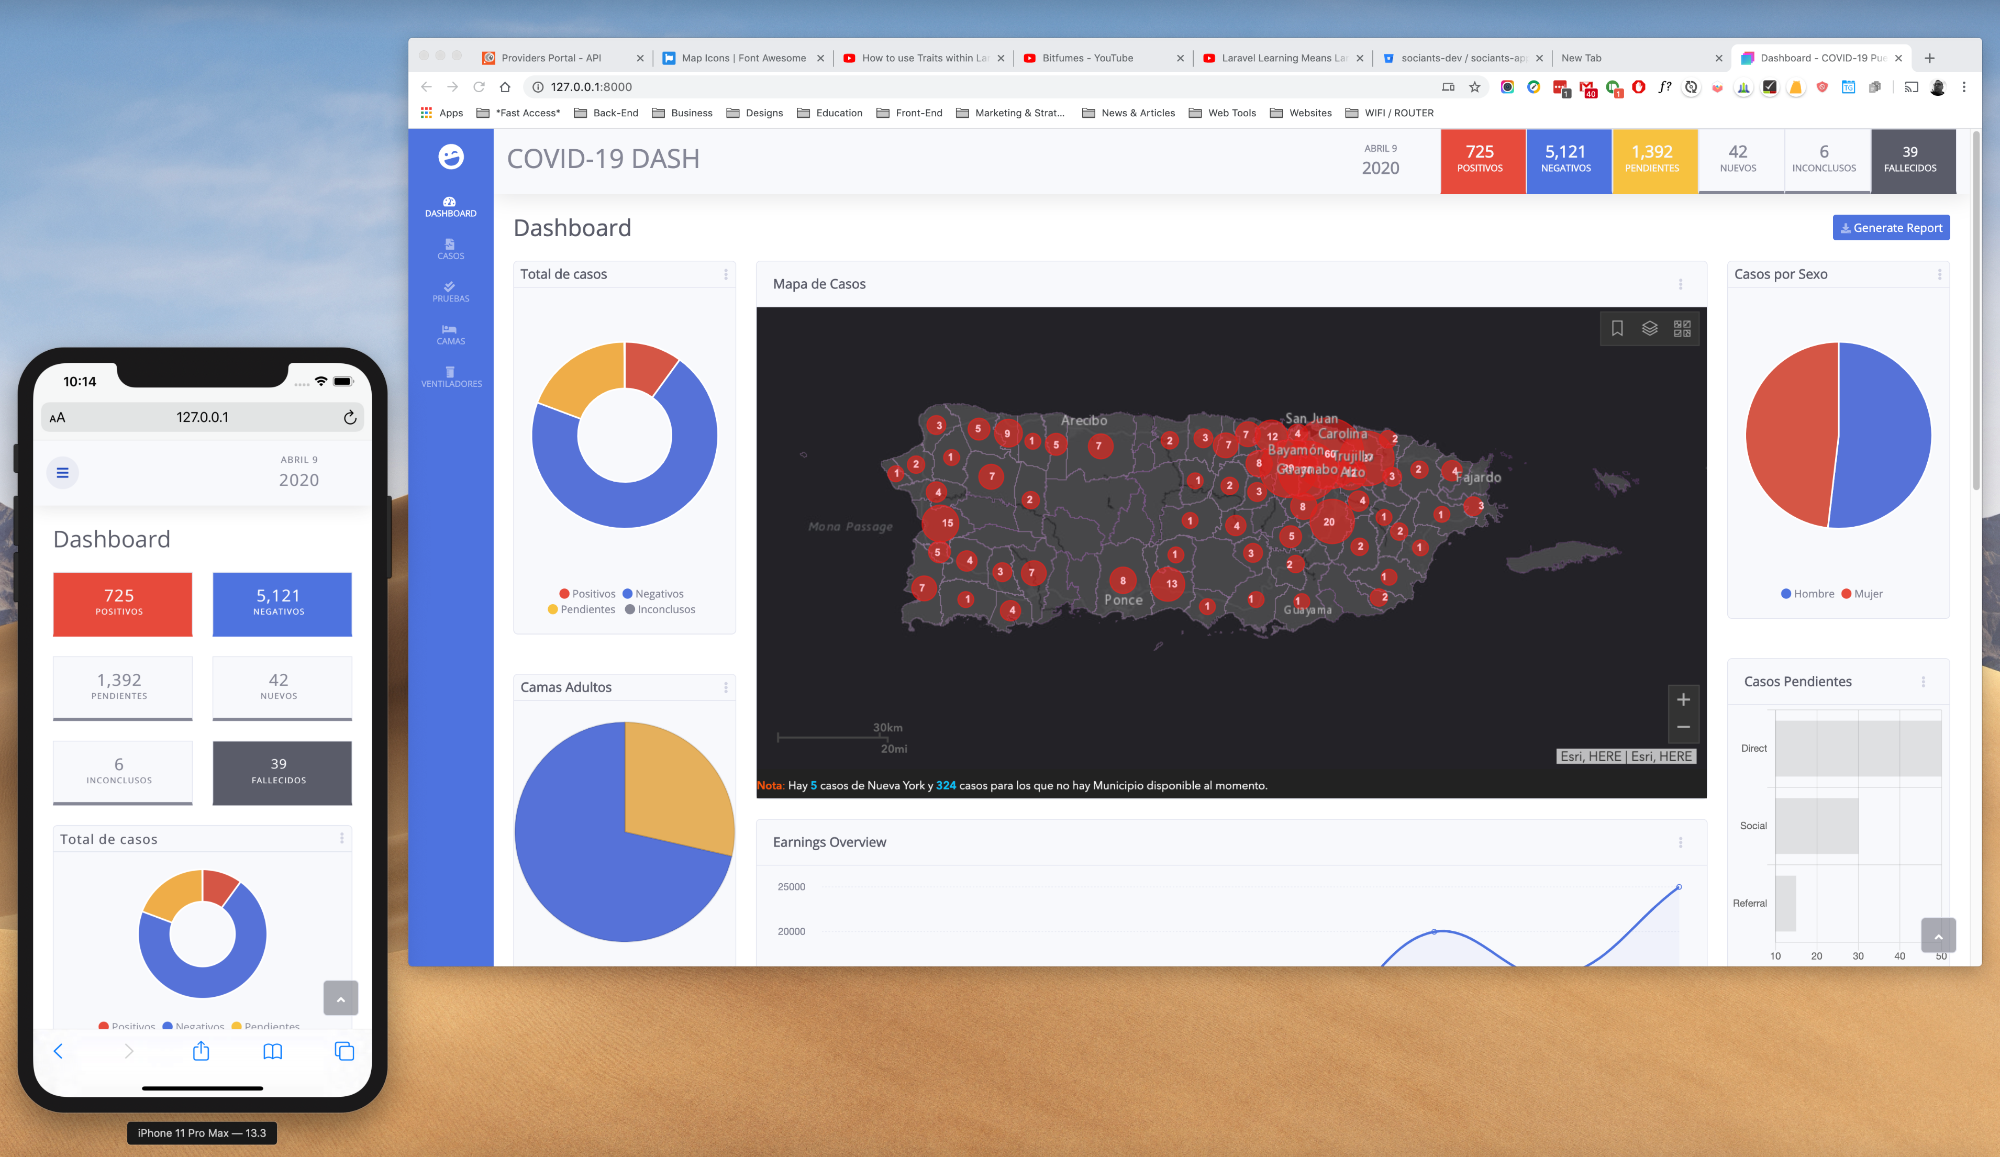 Providers Portal - API
Map Icons | Font Awesome
How to use Traits within La
Bitfumes - YouTube
Laravel Learning Means Lar
sociants-dev / sociants-app
New Tab
Dashboard - COVID-19 Pue
127.0.0.1:8000
1
40
1
f?
Apps
*Fast Access*
Back-End
Business
Designs
Education
Front-End
Marketing & Strat...
News & Articles
Web Tools
Websites
WIFI / ROUTER
COVID-19 DASH
ABRIL 9
2020
725
POSITIVOS
5,121
NEGATIVOS
1,392
PENDIENTES
42
NUEVOS
6
INCONCLUSOS
39
FALLECIDOS
DASHBOARD
CASOS
PRUEBAS
CAMAS
VENTILADORES
Dashboard
Generate Report
Total de casos
Positivos
Negativos
Pendientes
Inconclusos
Mapa de Casos
Arecibo
San Juan
Carolina
Bayamón
Trujillo
Guaynabo
Alto
Fajardo
Mona Passage
Ponce
Guayama
3
5
9
1
5
7
2
3
7
7
12
4
2
1
2
1
7
8
60
3
2
4
4
2
1
2
3
4
3
15
1
4
8
20
1
2
1
5
4
3
7
1
3
5
2
2
1
7
1
4
8
13
1
1
1
1
2
30km
20mi
Esri, HERE | Esri, HERE
Nota: Hay 5 casos de Nueva York y 324 casos para los que no hay Municipio disponible al momento.
Casos por Sexo
Hombre
Mujer
Camas Adultos
Earnings Overview
25000
20000
Casos Pendientes
Direct
Social
Referral
10
20
30
40
50
10:14
AA
127.0.0.1
ABRIL 9
2020
Dashboard
725
POSITIVOS
5,121
NEGATIVOS
1,392
PENDIENTES
42
NUEVOS
6
INCONCLUSOS
39
FALLECIDOS
Total de casos
Positivos
Negativos
Pendientes
iPhone 11 Pro Max — 13.3